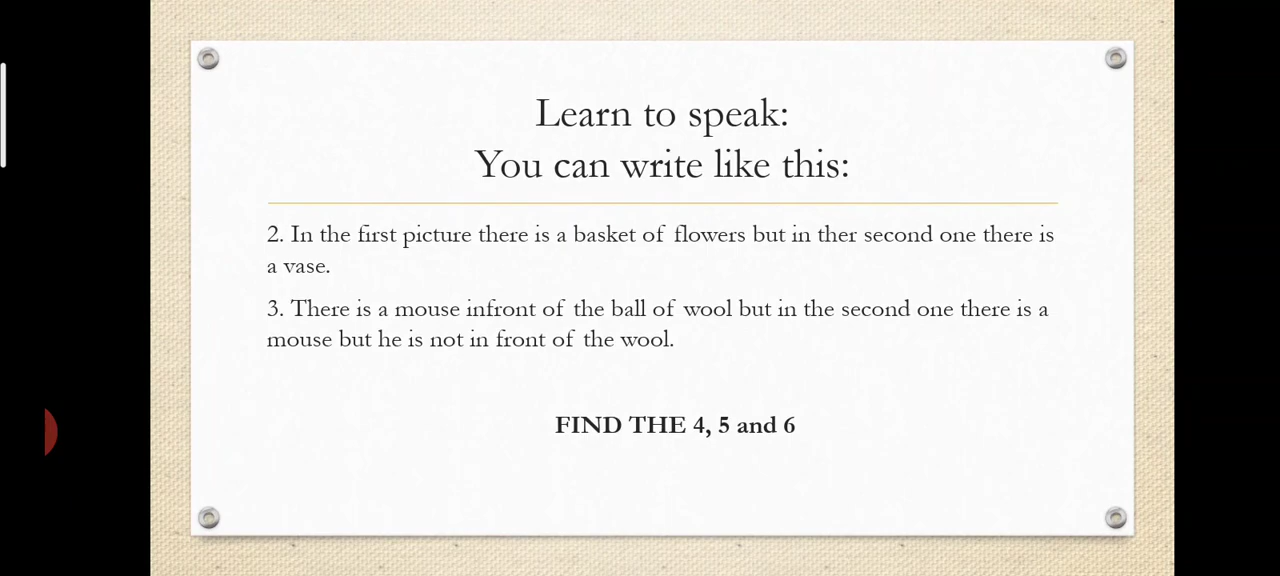 Learn to speak:
You can write like this:
2. In the first picture there is a basket of flowers but in ther second one there is
a vase.
3. There is a mouse infront of the ball of wool but in the second one there is a
mouse but he is not in front of the wool.
FIND THE 4, 5 and 6